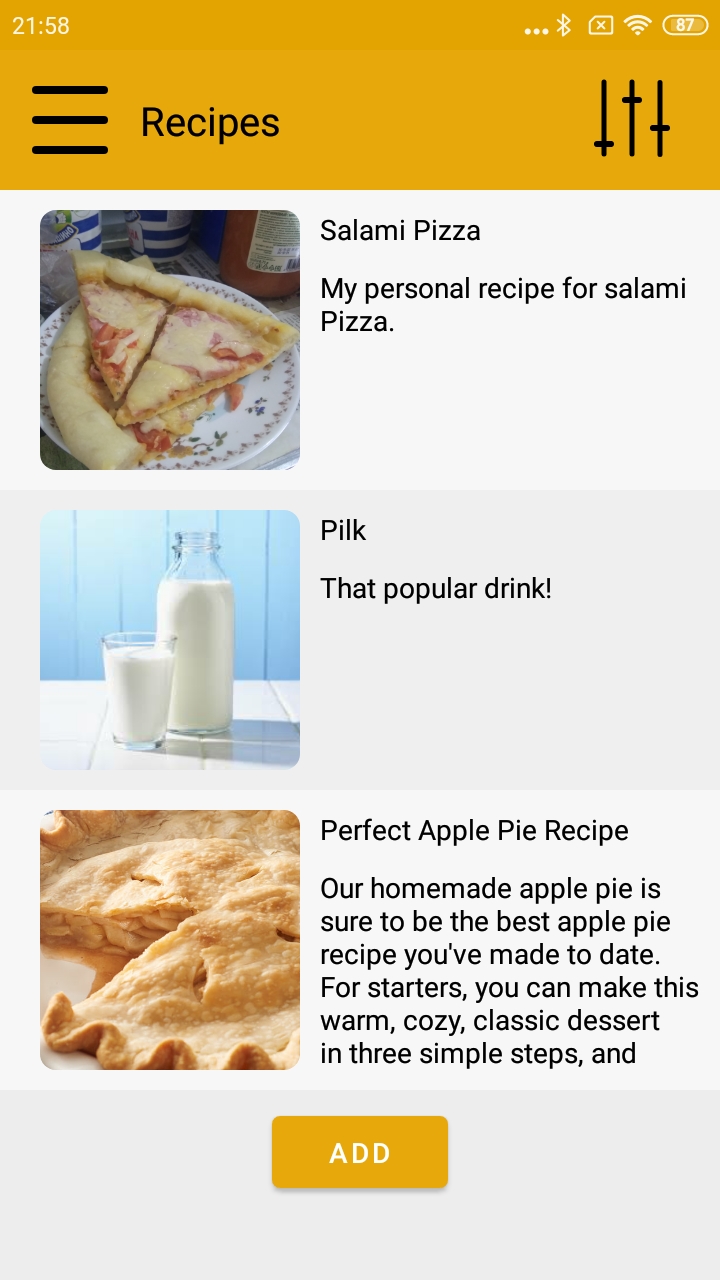 21:58
87
Recipes
Salami Pizza
My personal recipe for salami
Pizza.
Pilk
That popular drink!
Perfect Apple Pie Recipe
Our homemade apple pie is
sure to be the best apple pie
recipe you've made to date.
For starters, you can make this
warm, cozy, classic dessert
in three simple steps, and
ADD